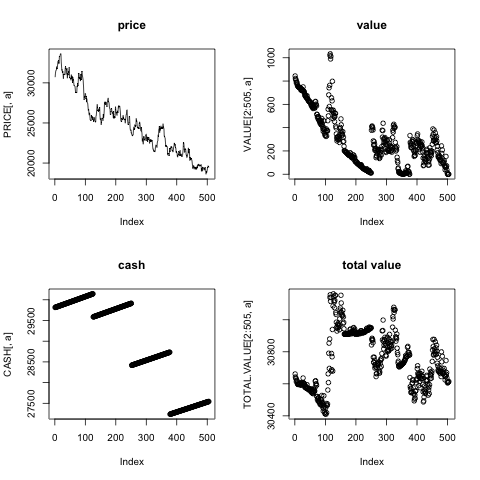 price
PRICE[, a]
20000 25000 30000
0 100 200 300 400 500
Index
value
VALUE[2:505, a]
0 200 600 1000
0 100 200 300 400 500
Index
cash
CASH[, a]
27500 28500 29500
0 100 200 300 400 500
Index
total value
TOTAL.VALUE[2:505, a]
30400 30800
0 100 200 300 400 500
Index